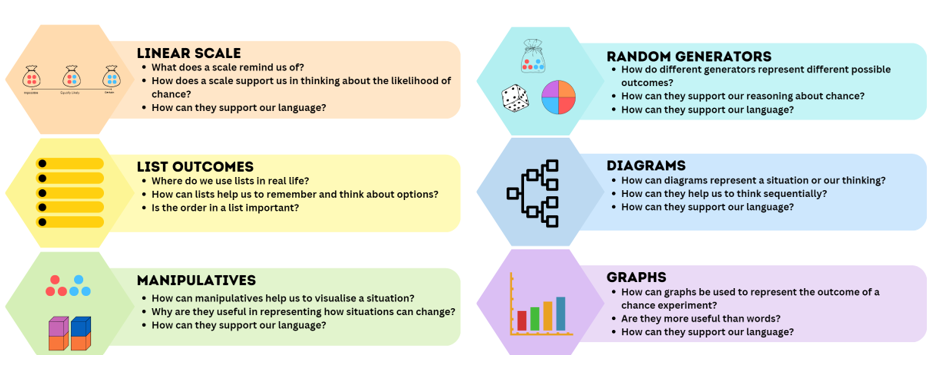 LINEAR SCALE
• What does a scale remind us of?
• How does a scale support us in thinking about the likelihood of
chance?
• How can they support our language?
LIST OUTCOMES
• Where do we use lists in real life?
• How can lists help us to remember and think about options?
• Is the order in a list important?
MANIPULATIVES
• How can manipulatives help us to visualise a situation?
• Why are they useful in representing how situations can change?
• How can they support our language?
RANDOM GENERATORS
• How do different generators represent different possible
outcomes?
• How can they support our reasoning about chance?
• How can they support our language?
DIAGRAMS
• How can diagrams represent a situation or our thinking?
• How can they help us to think sequentially?
• How can they support our language?
GRAPHS
• How can graphs be used to represent the outcome of a
chance experiment?
• Are they more useful than words?
• How can they support our language?